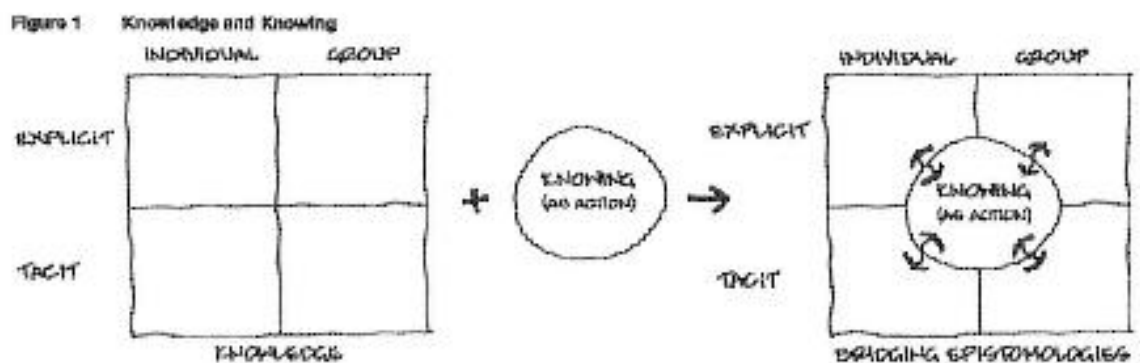 Figure 1 Knowledge and Knowing
INDIVIDUAL GROUP
INDIVIDUAL GROUP
EXPLICIT
EXPLICIT
KNOWING
(AS ACTION)
+
→
KNOWING
(AS ACTION)
TACIT
TACIT
KNOWLEDGE
BRIDGING EPISTOMOLOGIES